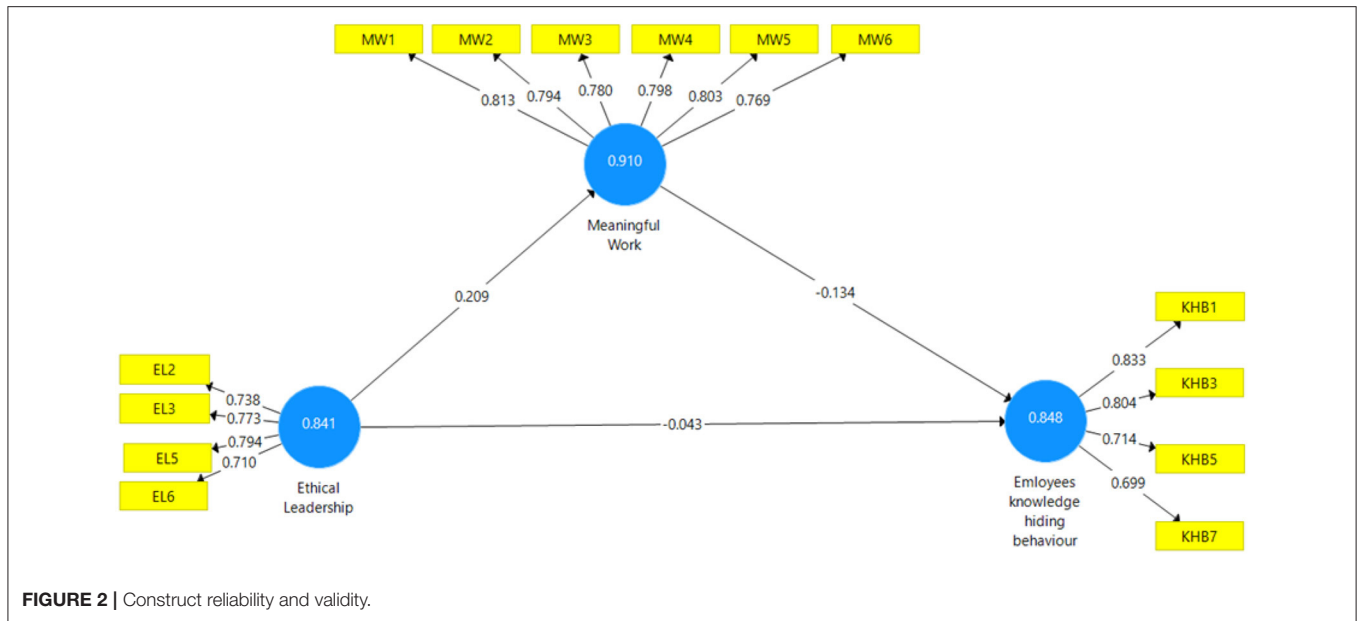 MW1 MW2 MW3 MW4 MW5 MW6
0.813 0.794 0.780 0.798 0.803 0.769
0.910
Meaningful
Work
0.209
-0.134
EL2
EL3
EL5
EL6
0.738
0.773
0.794
0.710
0.841
Ethical
Leadership
-0.043
0.848
Emloyees
knowledge
hiding
behaviour
0.833
0.804
0.714
0.699
KHB1
KHB3
KHB5
KHB7
FIGURE 2 | Construct reliability and validity.